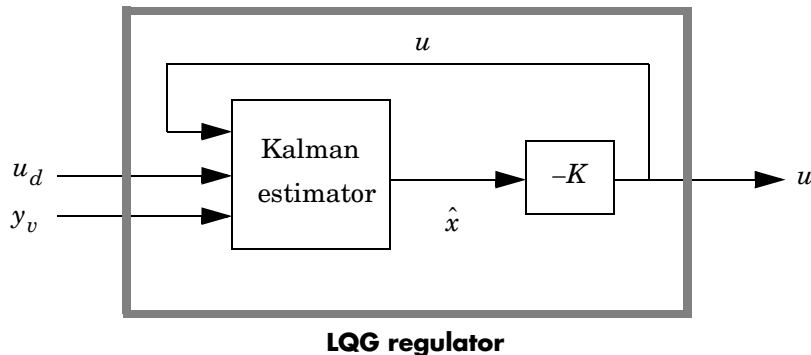 u
Kalman
estimator
u_d
y_v
–K
u
x̂
LQG regulator